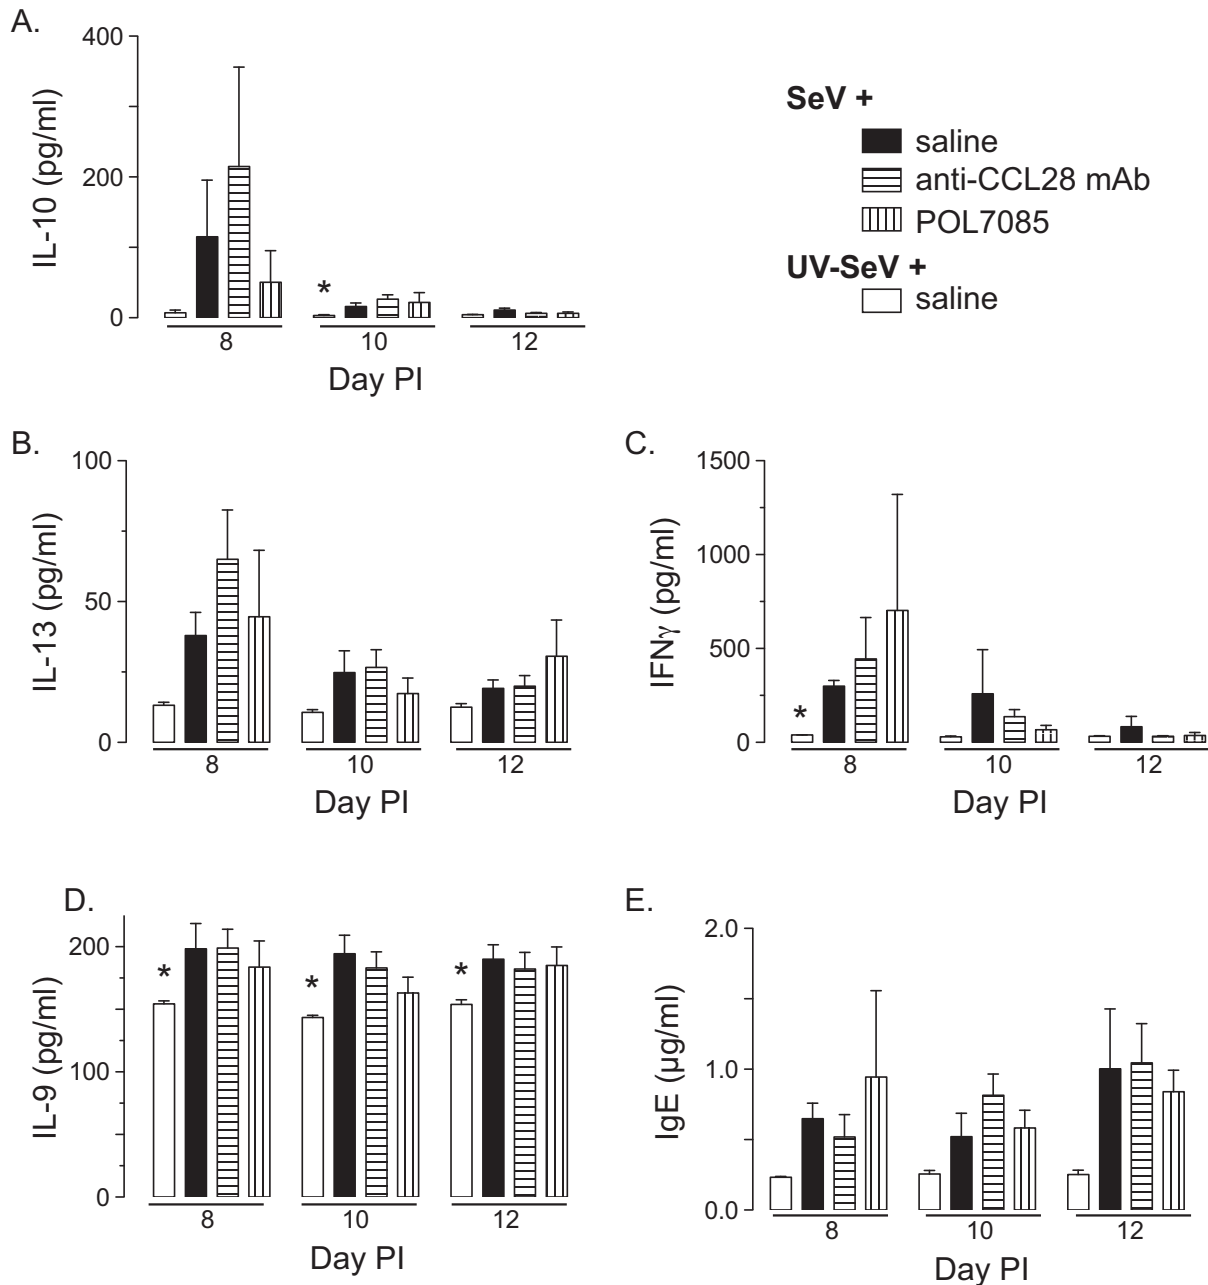 A.
IL-10 (pg/ml)
400
200
0
*
8
10
12
Day PI
SeV +
saline
anti-CCL28 mAb
POL7085
UV-SeV +
saline
B.
IL-13 (pg/ml)
100
50
0
8
10
12
Day PI
C.
IFNγ (pg/ml)
1500
1000
500
0
*
8
10
12
Day PI
D.
IL-9 (pg/ml)
200
100
0
*
*
*
8
10
12
Day PI
E.
IgE (µg/ml)
2.0
1.0
0.0
8
10
12
Day PI